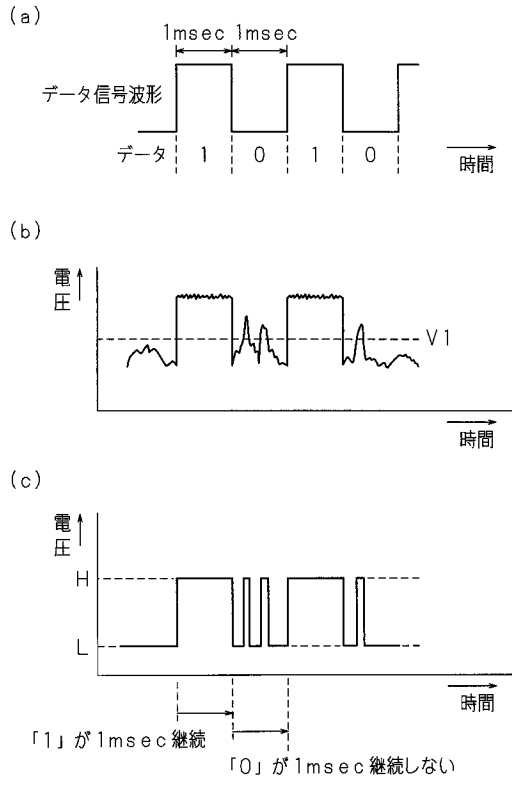 (a)
1msec 1msec
データ信号波形
データ 1 0 1 0
時間
(b)
電圧
V1
時間
(c)
電圧
H
L
時間
「1」が1msec継続
「0」が1msec継続しない